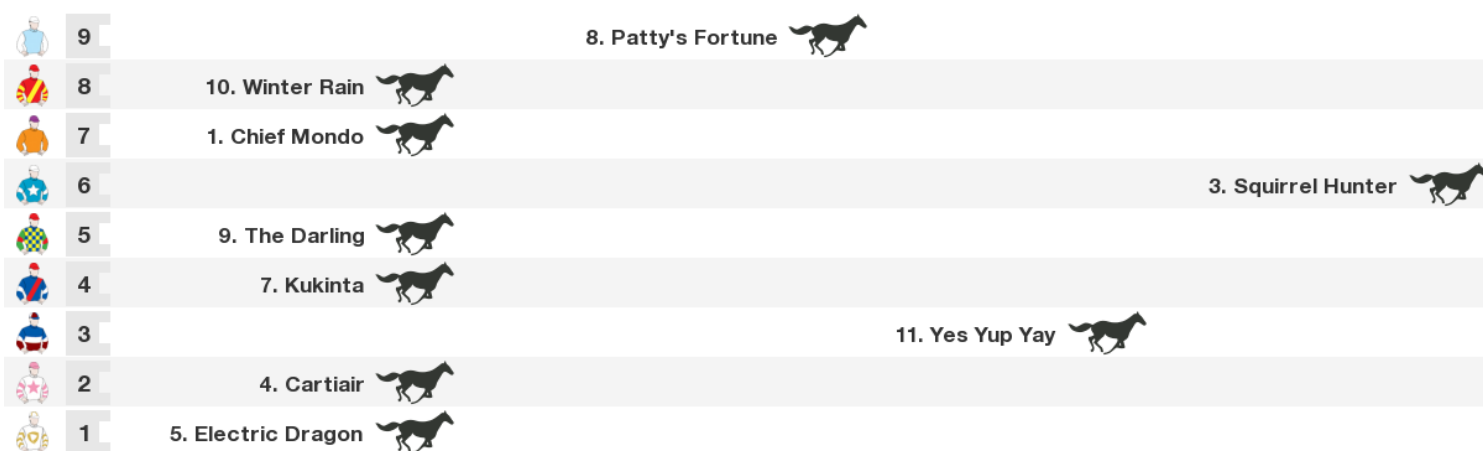 9 8. Patty's Fortune
8 10. Winter Rain
7 1. Chief Mondo
6 3. Squirrel Hunter
5 9. The Darling
4 7. Kukinta
3 11. Yes Yup Yay
2 4. Cartiair
1 5. Electric Dragon